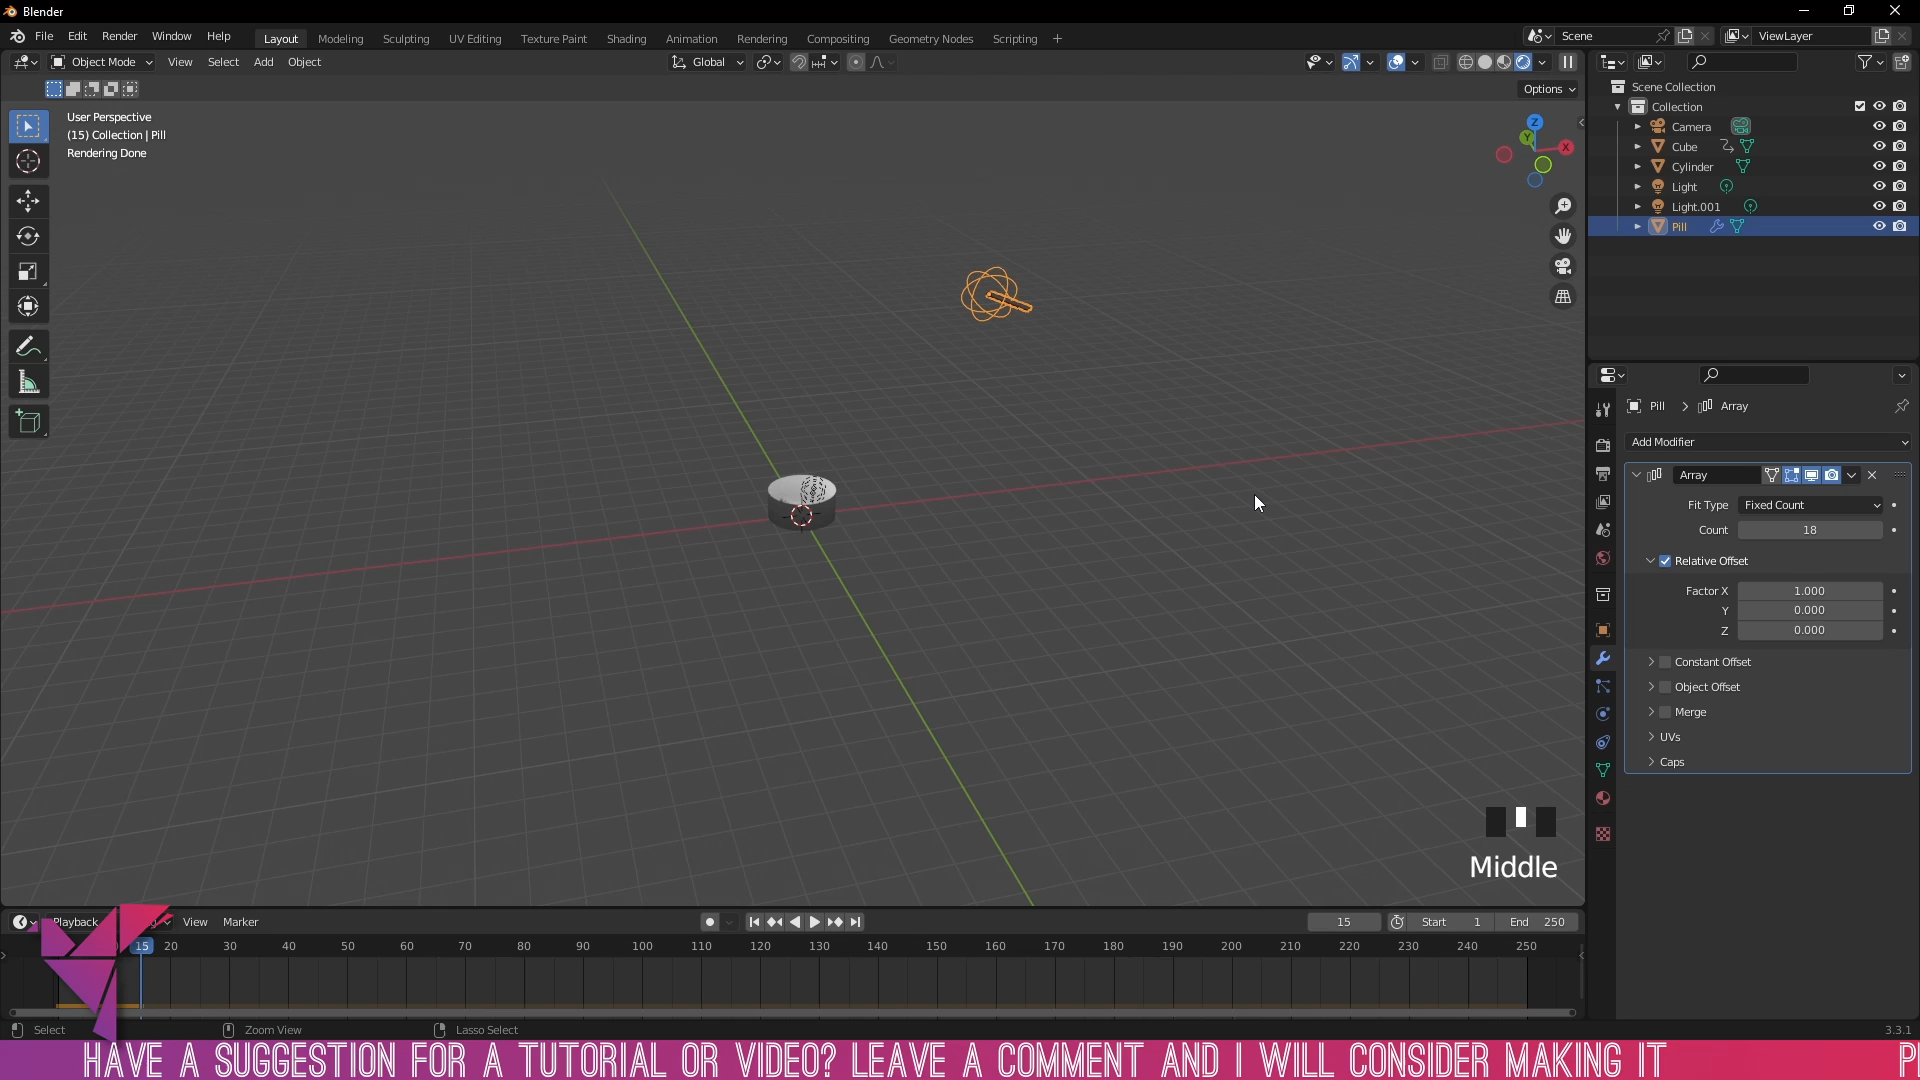 Blender
File Edit Render Window Help
Layout Modeling Sculpting UV Editing Texture Paint Shading Animation Rendering Compositing Geometry Nodes Scripting +
Scene
ViewLayer
Object Mode View Select Add Object
Global
Options
User Perspective
(15) Collection | Pill
Rendering Done
Z
Y
X
Scene Collection
Collection
Camera
Cube
Cylinder
Light
Light.001
Pill
Pill > Array
Add Modifier
Array
Fit Type Fixed Count
Count 18
Relative Offset
Factor X 1.000
Y 0.000
Z 0.000
Constant Offset
Object Offset
Merge
UVs
Caps
Middle
Playback View Marker
15 Start 1 End 250
15 20 30 40 50 60 70 80 90 100 110 120 130 140 150 160 170 180 190 200 210 220 230 240 250
Select Zoom View Lasso Select
3.3.1
HAVE A SUGGESTION FOR A TUTORIAL OR VIDEO? LEAVE A COMMENT AND I WILL CONSIDER MAKING IT